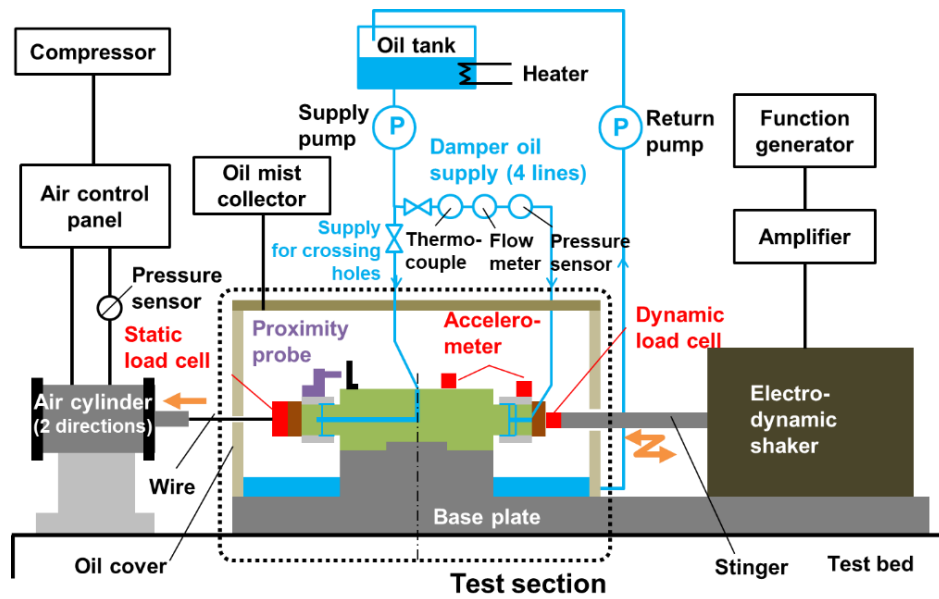 Compressor
Oil tank
Heater
Supply
pump
P
P
Return
pump
Function
generator
Damper oil
supply (4 lines)
Oil mist
collector
Air control
panel
Supply
for crossing
holes
Thermo-
couple
Flow
meter
Pressure
sensor
Amplifier
Pressure
sensor
Static
load cell
Proximity
probe
Accelero-
meter
Dynamic
load cell
Air cylinder
(2 directions)
Electro-
dynamic
shaker
Wire
Base plate
Oil cover
Stinger
Test bed
Test section